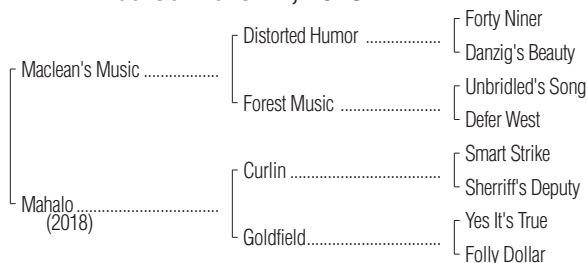 Forty Niner
Distorted Humor ..................
Danzig's Beauty
Maclean's Music ..................
Unbridled's Song
Forest Music ........................
Defer West
Smart Strike
Curlin ....................................
Sherriff's Deputy
Mahalo ..................................
(2018)
Yes It's True
Goldfield................................
Folly Dollar